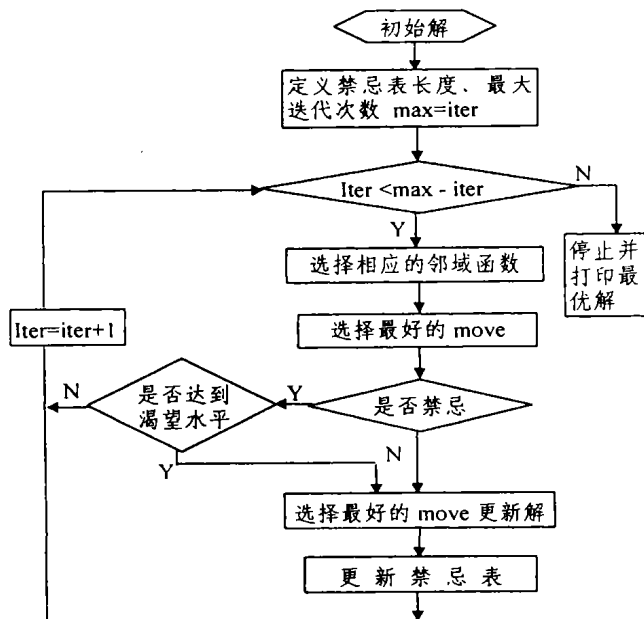 初始解
定义禁忌表长度、最大
迭代次数 max=iter
Iter <max - iter
N
Y
停止并
打印最
优解
选择相应的邻域函数
Iter=iter+1
选择最好的 move
N
是否达到
渴望水平
Y
是否禁忌
Y
N
选择最好的 move 更新解
更新禁忌表